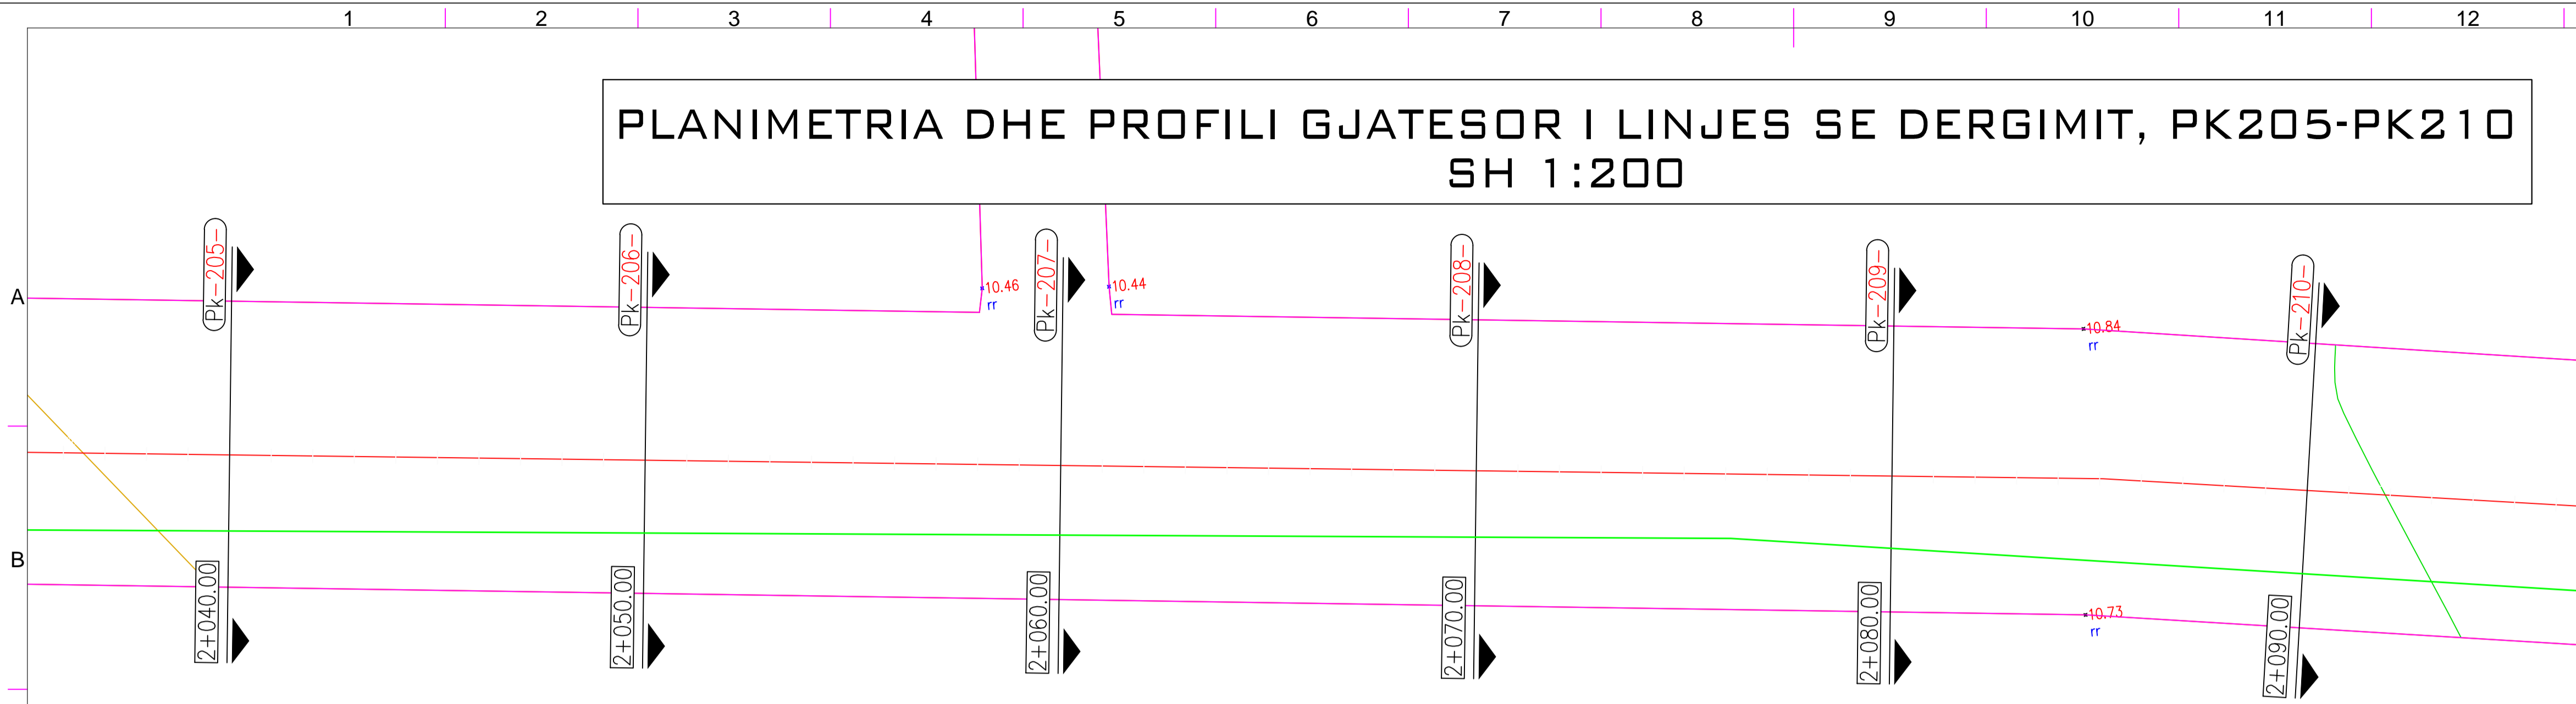 1 2 3 4 5 6 7 8 9 10 11 12
PLANIMETRIA DHE PROFILI GJATESOR I LINJES SE DERGIMIT, PK205-PK210
SH 1:200
Pk-205-
Pk-206-
Pk-207-
Pk-208-
Pk-209-
Pk-210-
A
10.46
rr
10.44
rr
10.84
rr
B
2+040.00
2+050.00
2+060.00
2+070.00
2+080.00
2+090.00
10.73
rr